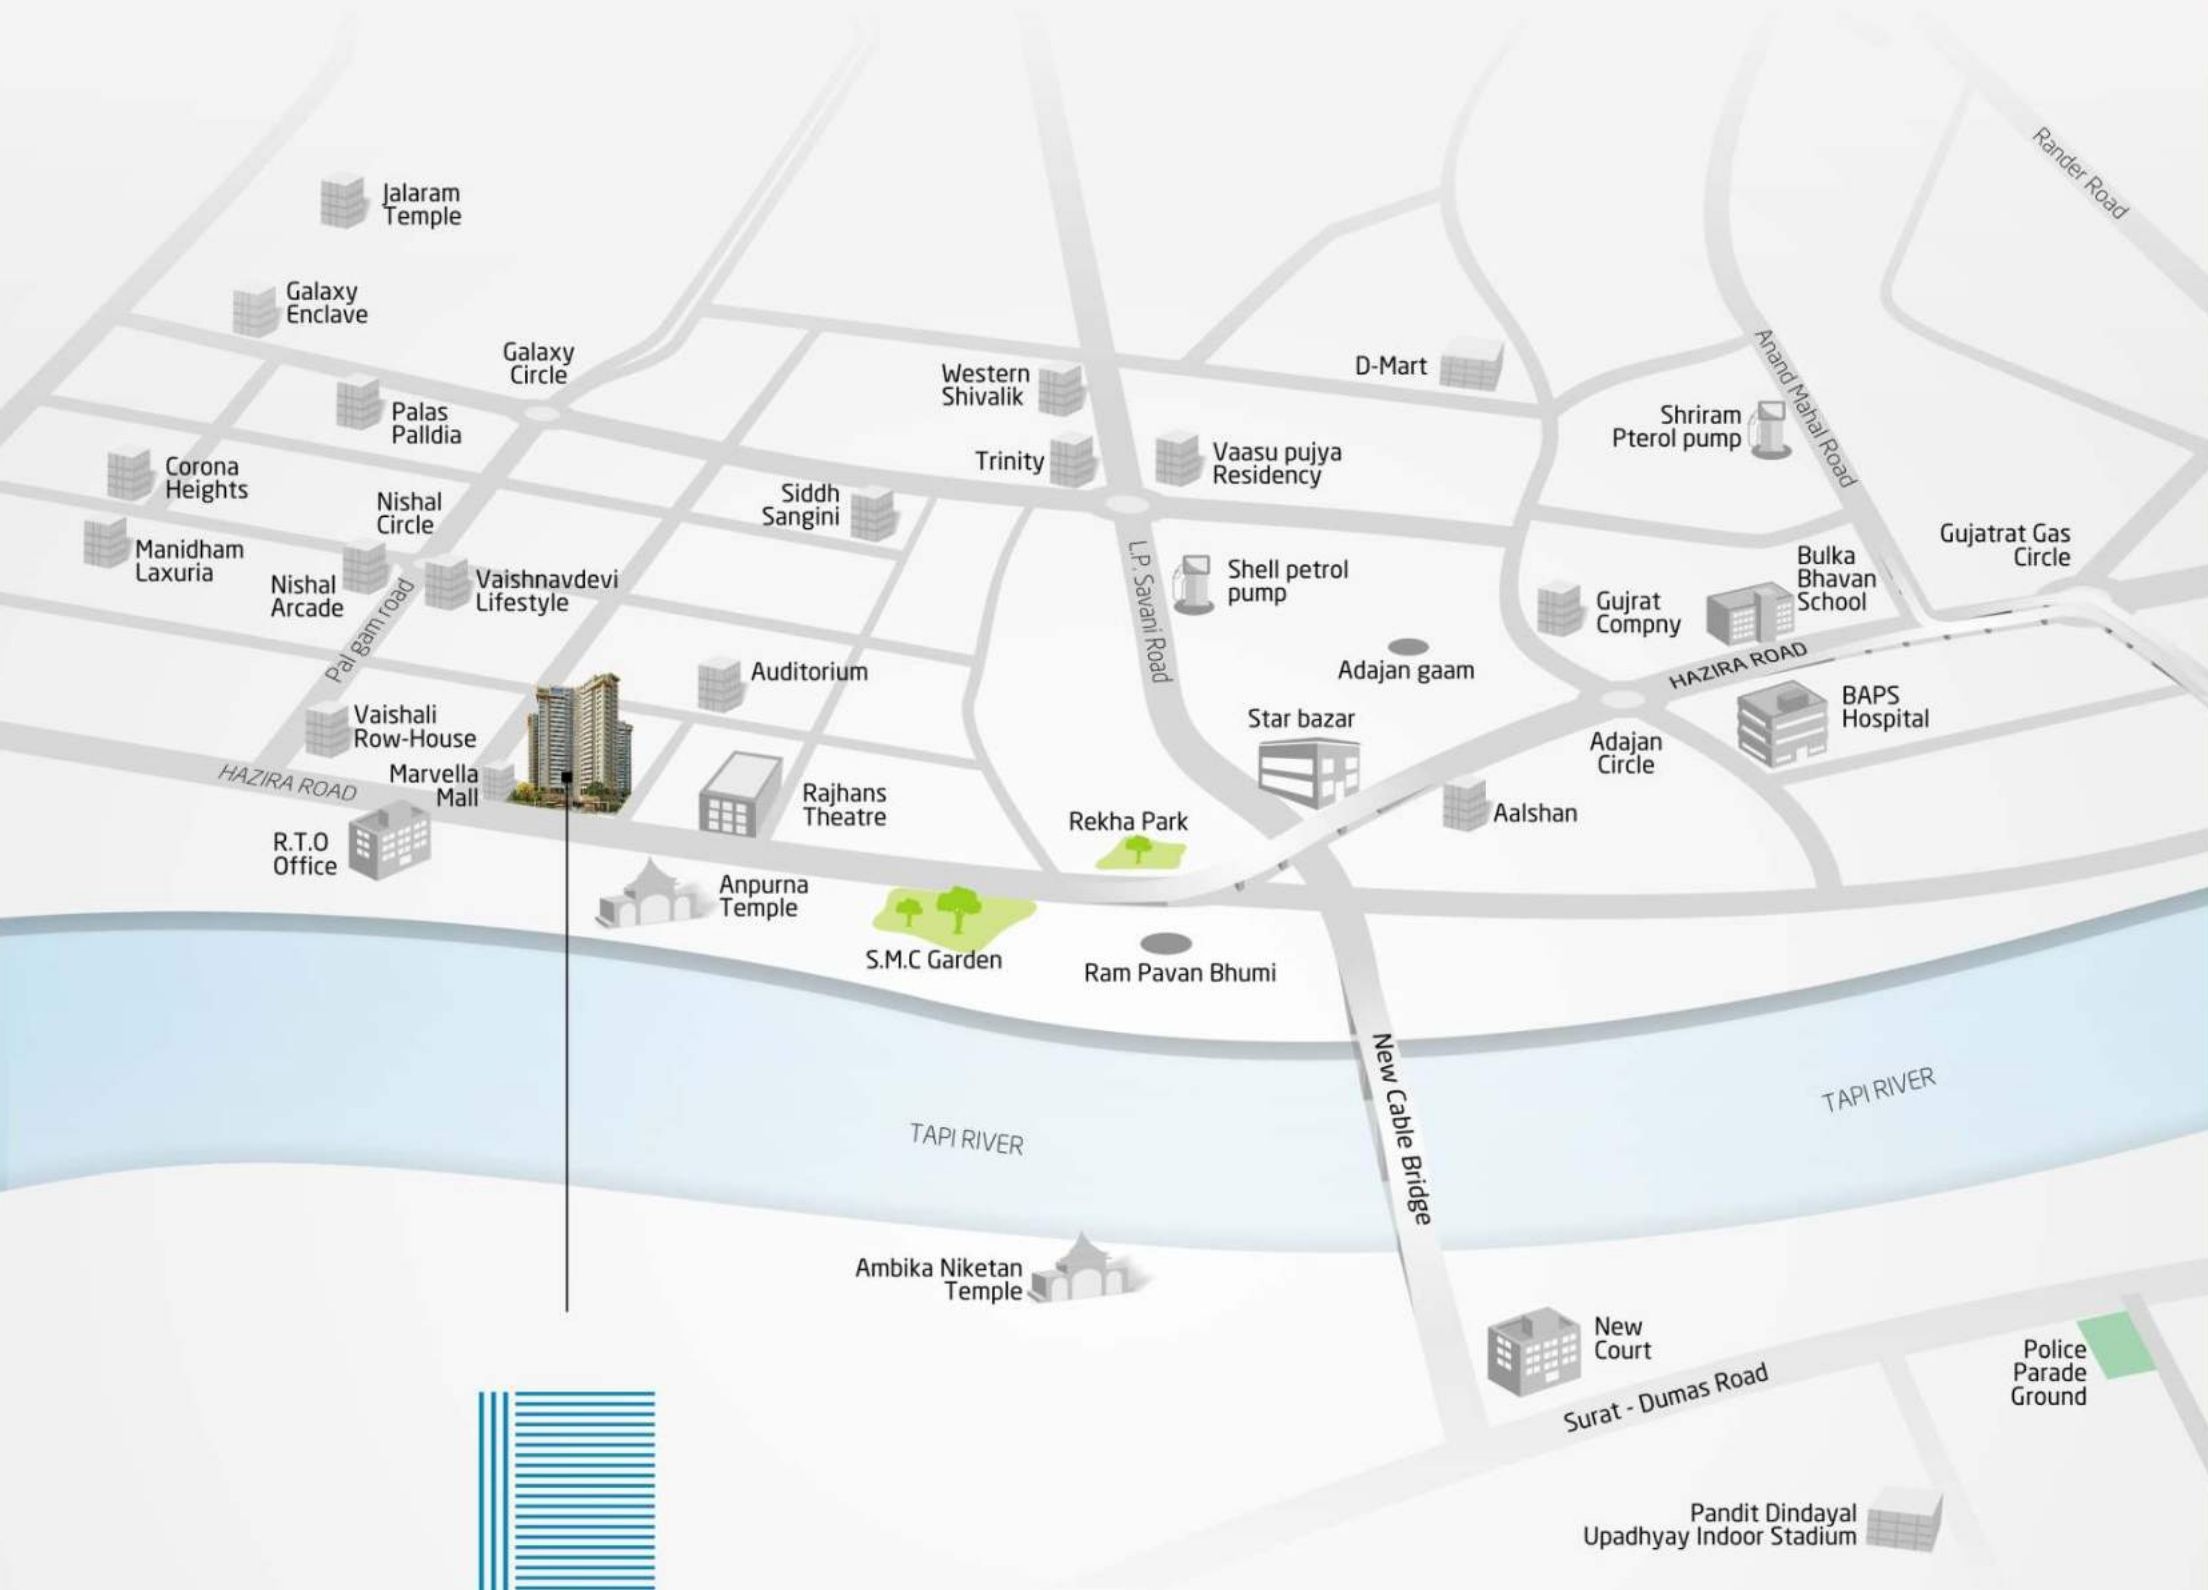 Rander Road
Jalaram
Temple
Galaxy
Enclave
Galaxy
Circle
Western
Shivalik
D-Mart
Anand Mahal Road
Palas
Palldia
Shriram
Pterol pump
Trinity
Vaasu pujya
Residency
Corona
Heights
Siddh
Sangini
Nishal
Circle
Manidham
Laxuria
Gujatrat Gas
Circle
Nishal
Arcade
Vaishnavdevi
Lifestyle
Shell petrol
pump
Bulka
Bhavan
School
Gujrat
Compny
Pal gam road
L.P. Savani Road
Auditorium
Adajan gaam
HAZIRA ROAD
BAPS
Hospital
Vaishali
Row-House
Star bazar
Adajan
Circle
HAZIRA ROAD
Marvella
Mall
Rajhans
Theatre
Rekha Park
Aalshan
R.T.O
Office
Anpurna
Temple
S.M.C Garden
Ram Pavan Bhumi
New Cable Bridge
TAPI RIVER
TAPI RIVER
Ambika Niketan
Temple
New
Court
Police
Parade
Ground
Surat - Dumas Road
Pandit Dindayal
Upadhyay Indoor Stadium